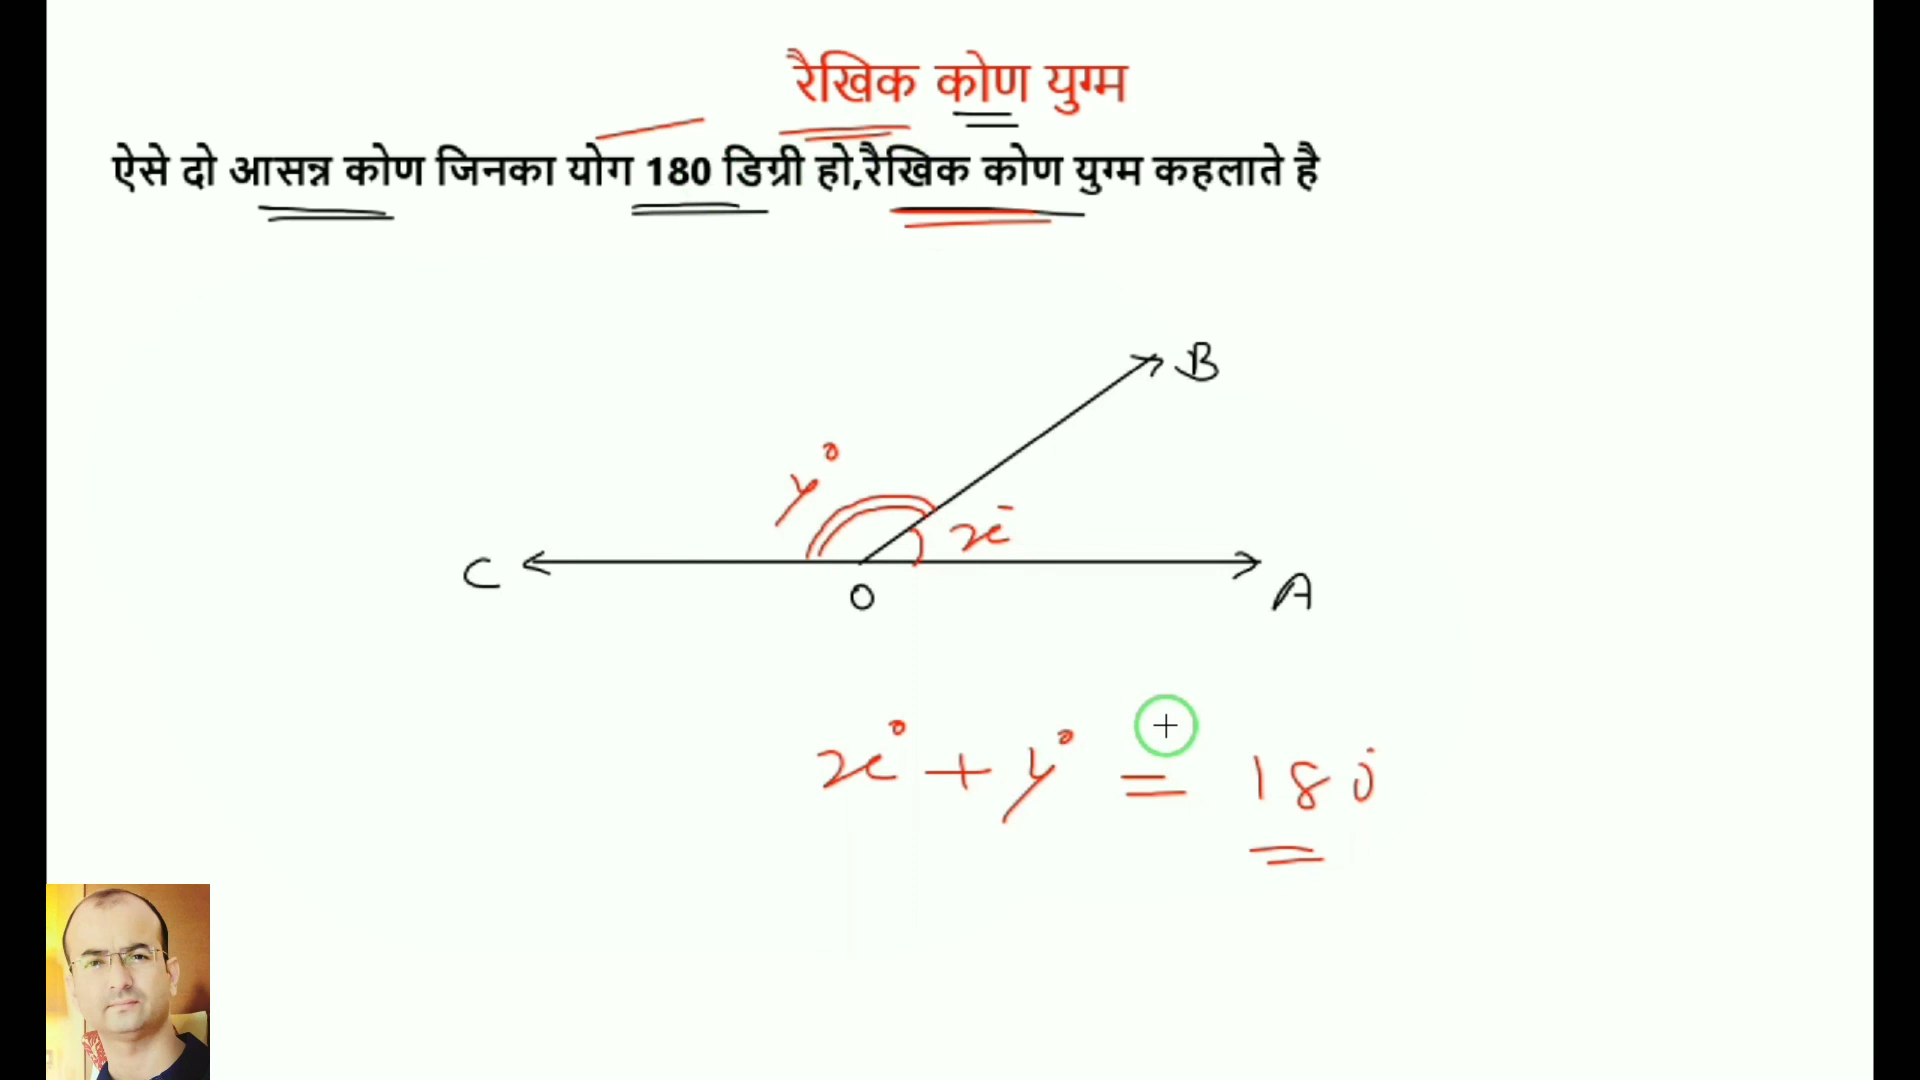 रैखिक कोण युग्म
ऐसे दो आसन्न कोण जिनका योग 180 डिग्री हो,रैखिक कोण युग्म कहलाते है
B
y° x°
C O A
x° + y° = 180°